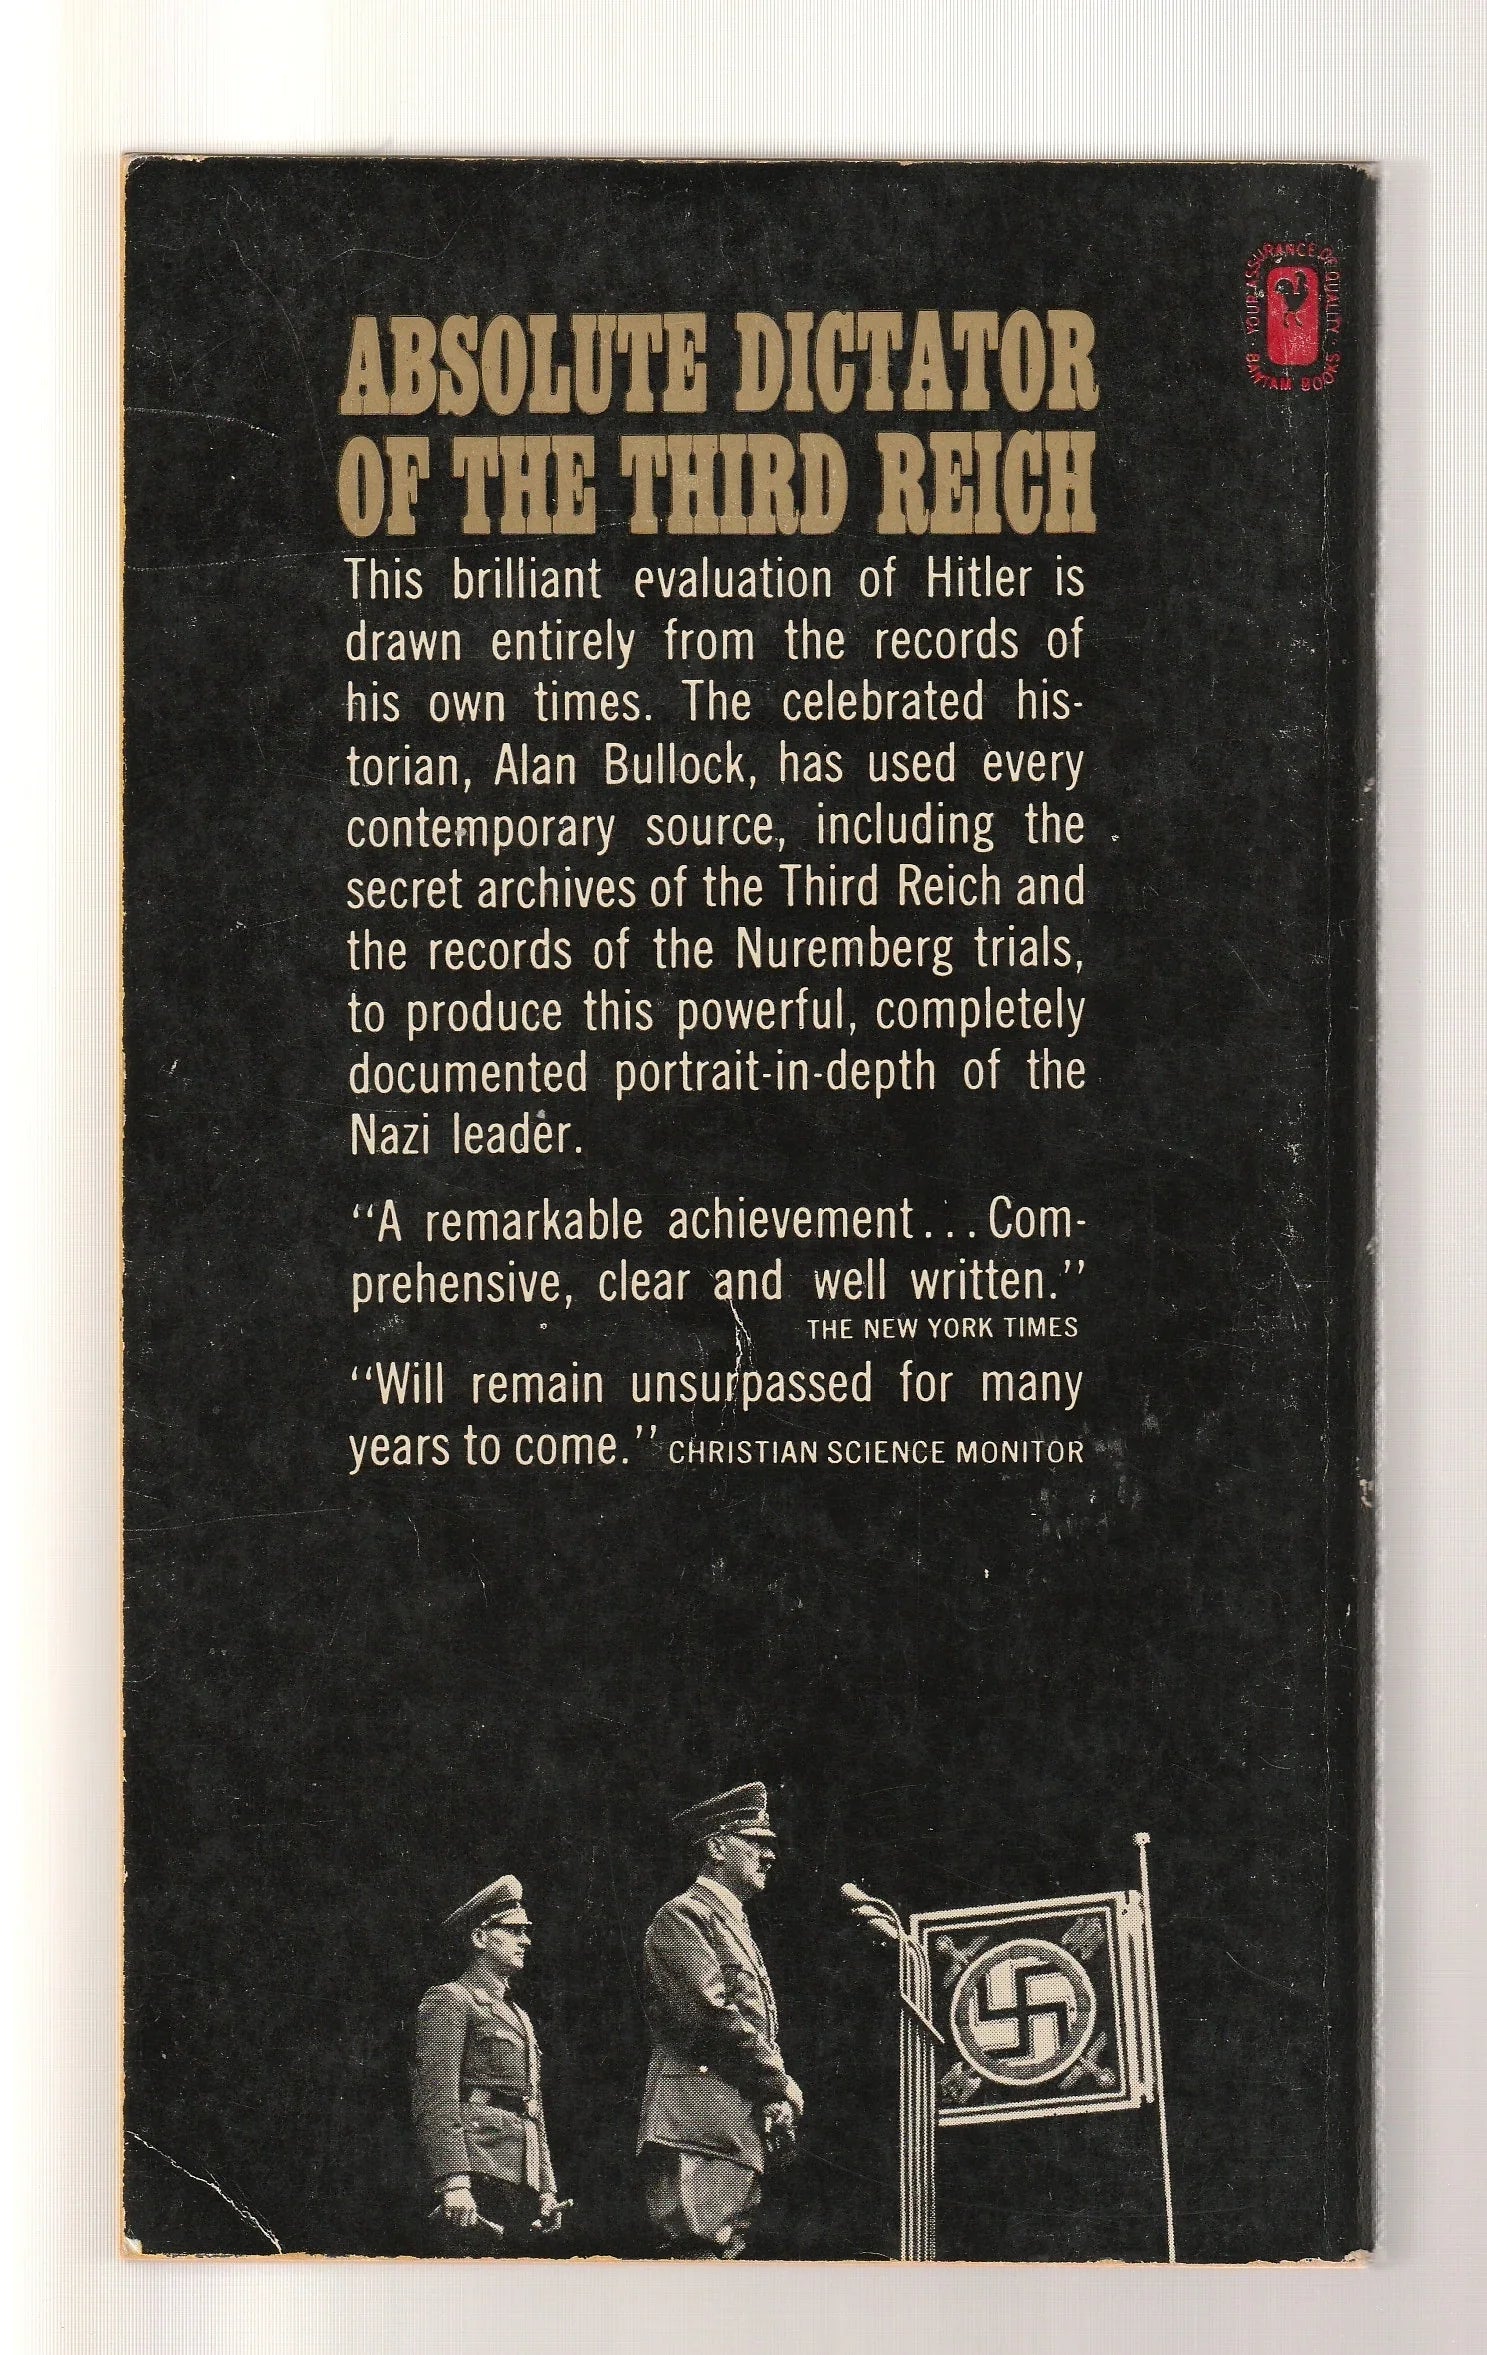 YOUR ASSURANCE OF QUALITY · BANTAM BOOKS ·
ABSOLUTE DICTATOR
OF THE THIRD REICH
This brilliant evaluation of Hitler is
drawn entirely from the records of
his own times. The celebrated his-
torian, Alan Bullock, has used every
contemporary source, including the
secret archives of the Third Reich and
the records of the Nuremberg trials,
to produce this powerful, completely
documented portrait-in-depth of the
Nazi leader.
“A remarkable achievement...Com-
prehensive, clear and well written.”
THE NEW YORK TIMES
“Will remain unsurpassed for many
years to come.” CHRISTIAN SCIENCE MONITOR